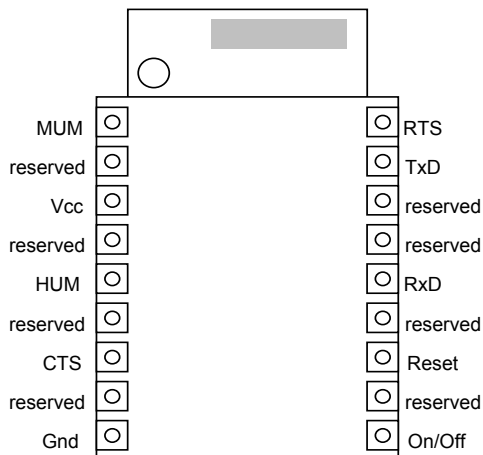 MUM RTS
reserved TxD
Vcc reserved
reserved reserved
HUM RxD
reserved reserved
CTS Reset
reserved reserved
Gnd On/Off